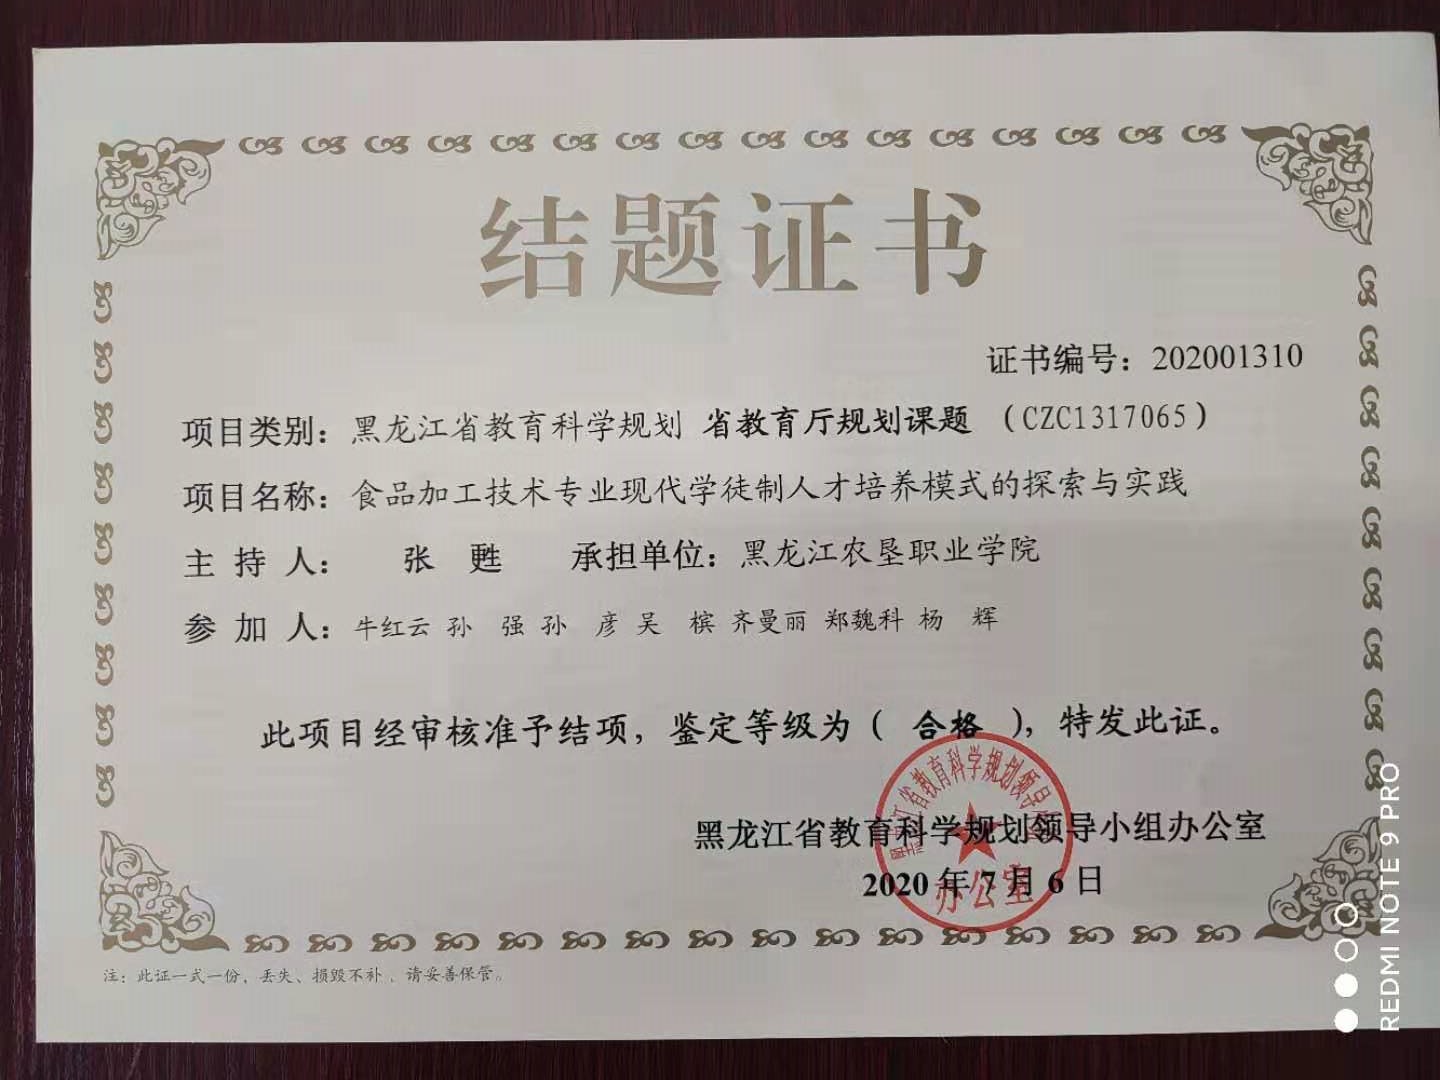 结题证书
证书编号：202001310
项目类别：黑龙江省教育科学规划 省教育厅规划课题 （CZC1317065）
项目名称：食品加工技术专业现代学徒制人才培养模式的探索与实践
主 持 人： 张 甦 承担单位：黑龙江农垦职业学院
参 加 人：牛红云 孙 强 孙 彦 吴 槟 齐曼丽 郑魏科 杨 辉
此项目经审核准予结项，鉴定等级为（ 合格 ），特发此证。
黑龙江省教育科学规划领导小组办公室
2020 年 7 月 6 日
办公室
注：此证一式一份，丢失、损毁不补，请妥善保管。
REDMI NOTE 9 PRO